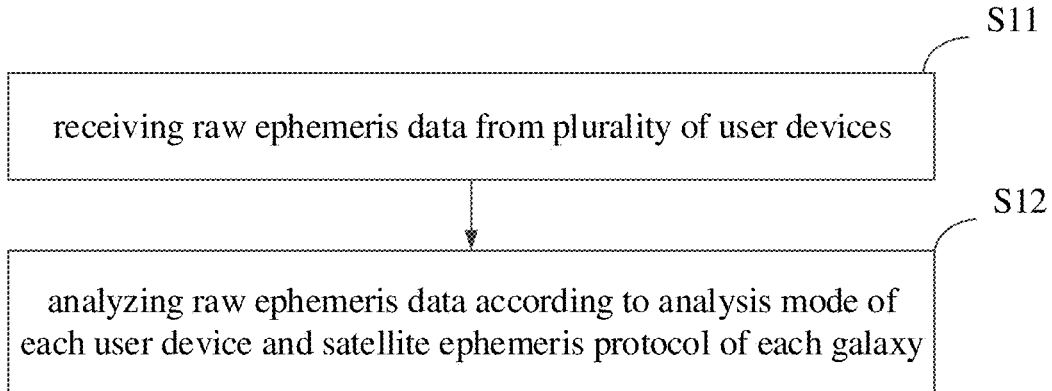 S11
receiving raw ephemeris data from plurality of user devices
S12
analyzing raw ephemeris data according to analysis mode of
each user device and satellite ephemeris protocol of each galaxy